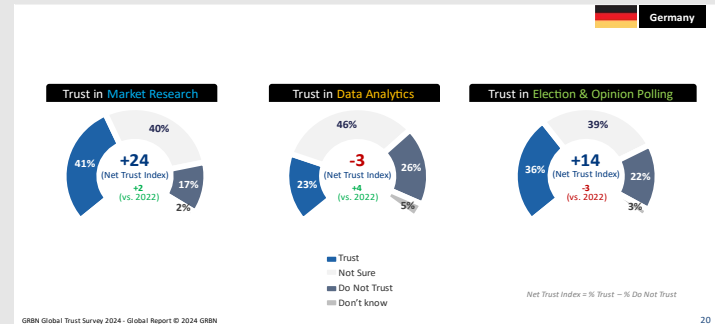 Germany
Trust in Market Research
40%
41%
+24
(Net Trust Index)
+2
(vs. 2022)
17%
2%
Trust in Data Analytics
46%
23%
-3
(Net Trust Index)
+4
(vs. 2022)
26%
5%
Trust in Election & Opinion Polling
39%
36%
+14
(Net Trust Index)
-3
(vs. 2022)
22%
3%
Trust
Not Sure
Do Not Trust
Don't know
Net Trust Index = % Trust – % Do Not Trust
GRBN Global Trust Survey 2024 - Global Report © 2024 GRBN
20